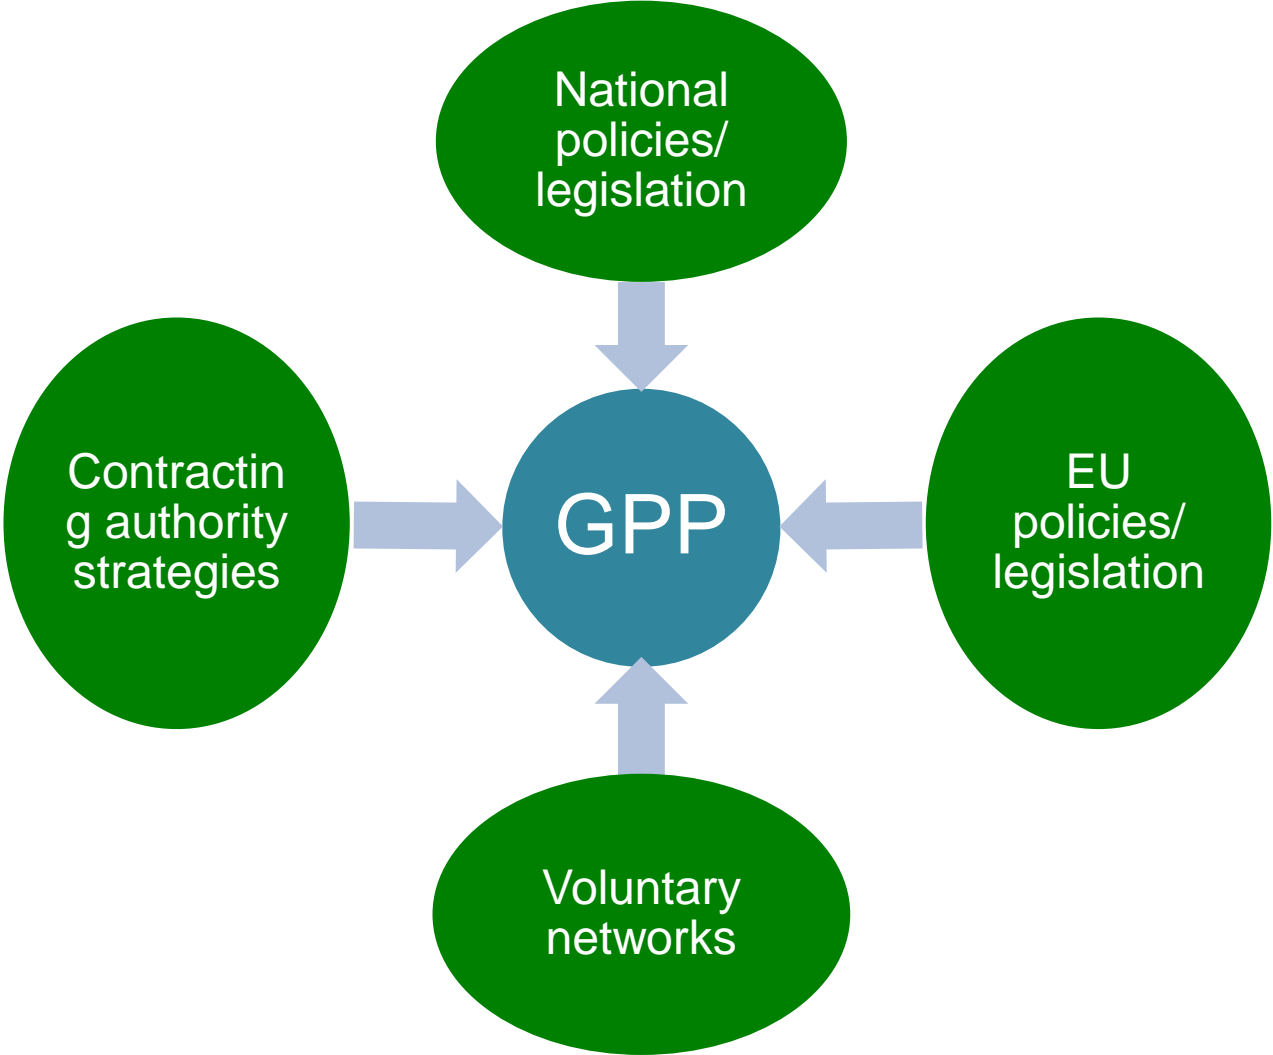 National
policies/
legislation
Contractin
g authority
strategies
GPP
EU
policies/
legislation
Voluntary
networks